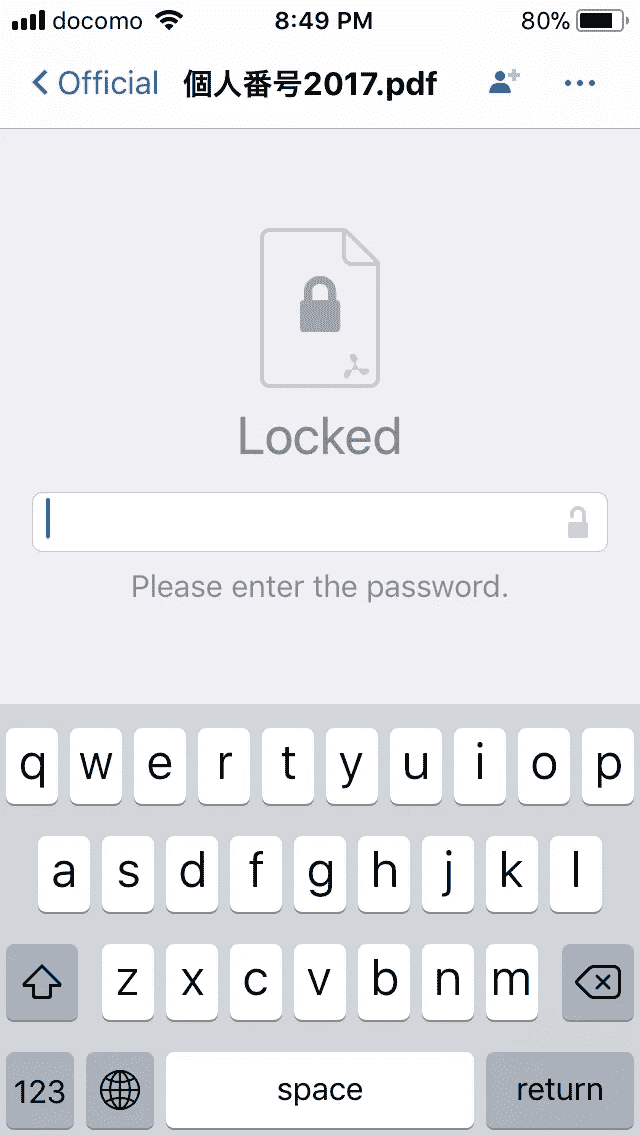 docomo 8:49 PM 80%
Official 個人番号2017.pdf
Locked
Please enter the password.
q w e r t y u i o p
a s d f g h j k l
z x c v b n m
123 space return